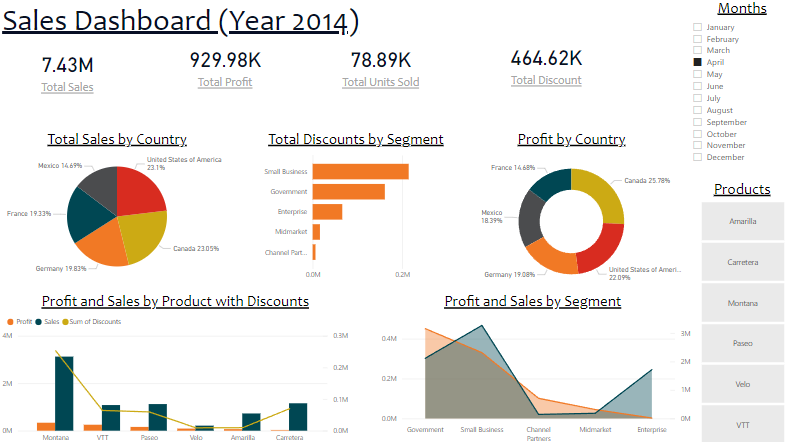 Sales Dashboard (Year 2014)
7.43M
Total Sales
929.98K
Total Profit
78.89K
Total Units Sold
464.62K
Total Discount
Months
January
February
March
April
May
June
July
August
September
October
November
December
Total Sales by Country
Mexico 14.69%
United States of America
23.1%
France 19.33%
Canada 23.05%
Germany 19.83%
Total Discounts by Segment
Small Business
Government
Enterprise
Midmarket
Channel Part...
0.0M
0.2M
Profit by Country
France 14.68%
Canada 25.78%
Mexico
18.39%
Germany 19.08%
United States of Ameri...
22.09%
Products
Amarilla
Carretera
Montana
Paseo
Velo
VTT
Profit and Sales by Product with Discounts
Profit Sales Sum of Discounts
4M
2M
0M
0.3M
0.2M
0.1M
0.0M
Montana VTT Paseo Velo Amarilla Carretera
Profit and Sales by Segment
0.4M
0.2M
0.0M
3M
2M
1M
0M
Government Small Business Channel Midmarket Enterprise
Partners